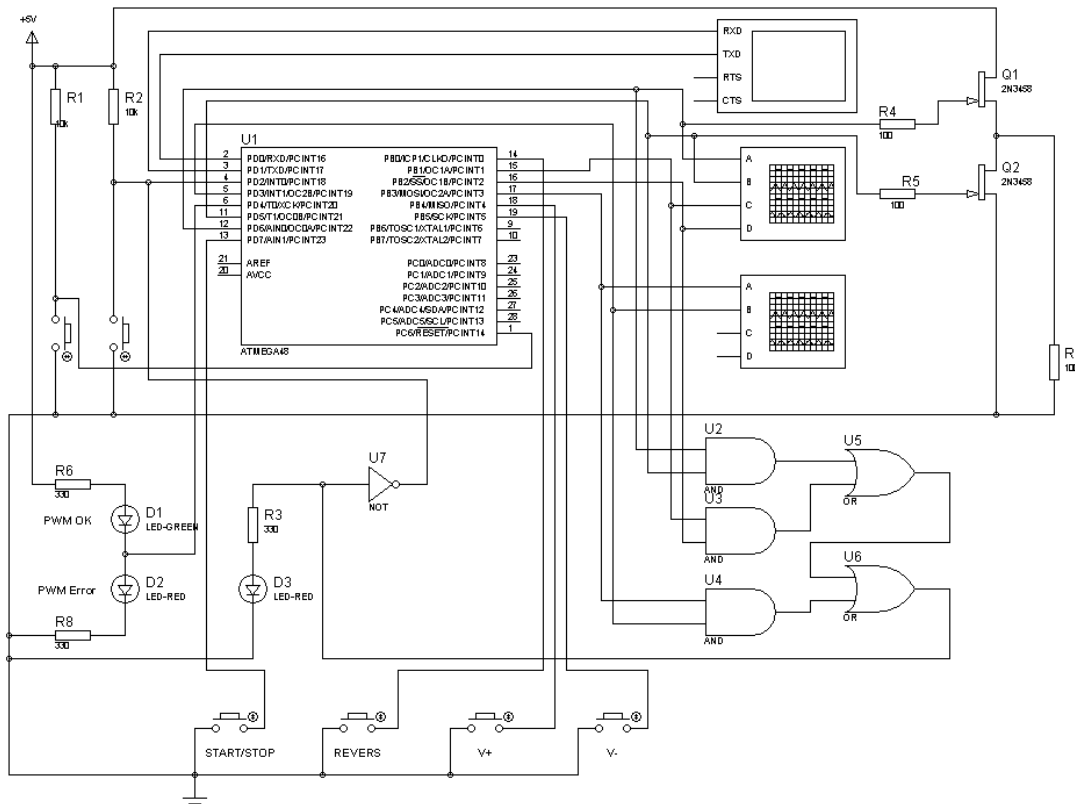 +5V
R1
10k
R2
10k
U1
2 PD0/RXD/PCINT16
3 PD1/TXD/PCINT17
4 PD2/INT0/PCINT18
5 PD3/INT1/OC2B/PCINT19
6 PD4/T0/XCK/PCINT20
11 PD5/T1/OC0B/PCINT21
12 PD6/AIN0/OC0A/PCINT22
13 PD7/AIN1/PCINT23
21 AREF
20 AVCC
PB0/ICP1/CLKO/PCINT0 14
PB1/OC1A/PCINT1 15
PB2/SS/OC1B/PCINT2 16
PB3/MOSI/OC2A/PCINT3 17
PB4/MISO/PCINT4 18
PB5/SCK/PCINT5 19
PB6/TOSC1/XTAL1/PCINT6 9
PB7/TOSC2/XTAL2/PCINT7 10
PC0/ADC0/PCINT8 23
PC1/ADC1/PCINT9 24
PC2/ADC2/PCINT10 25
PC3/ADC3/PCINT11 26
PC4/ADC4/SDA/PCINT12 27
PC5/ADC5/SCL/PCINT13 28
PC6/RESET/PCINT14 1
ATMEGA48
RXD
TXD
RTS
CTS
A
B
C
D
A
B
C
D
R4
100
R5
100
Q1
2N3458
Q2
2N3458
R
U2
AND
U3
AND
U4
AND
U5
OR
U6
OR
U7
NOT
R6
330
PWM OK
D1
LED-GREEN
PWM Error
D2
LED-RED
R8
330
R3
330
D3
LED-RED
START/STOP
REVERS
V+
V-